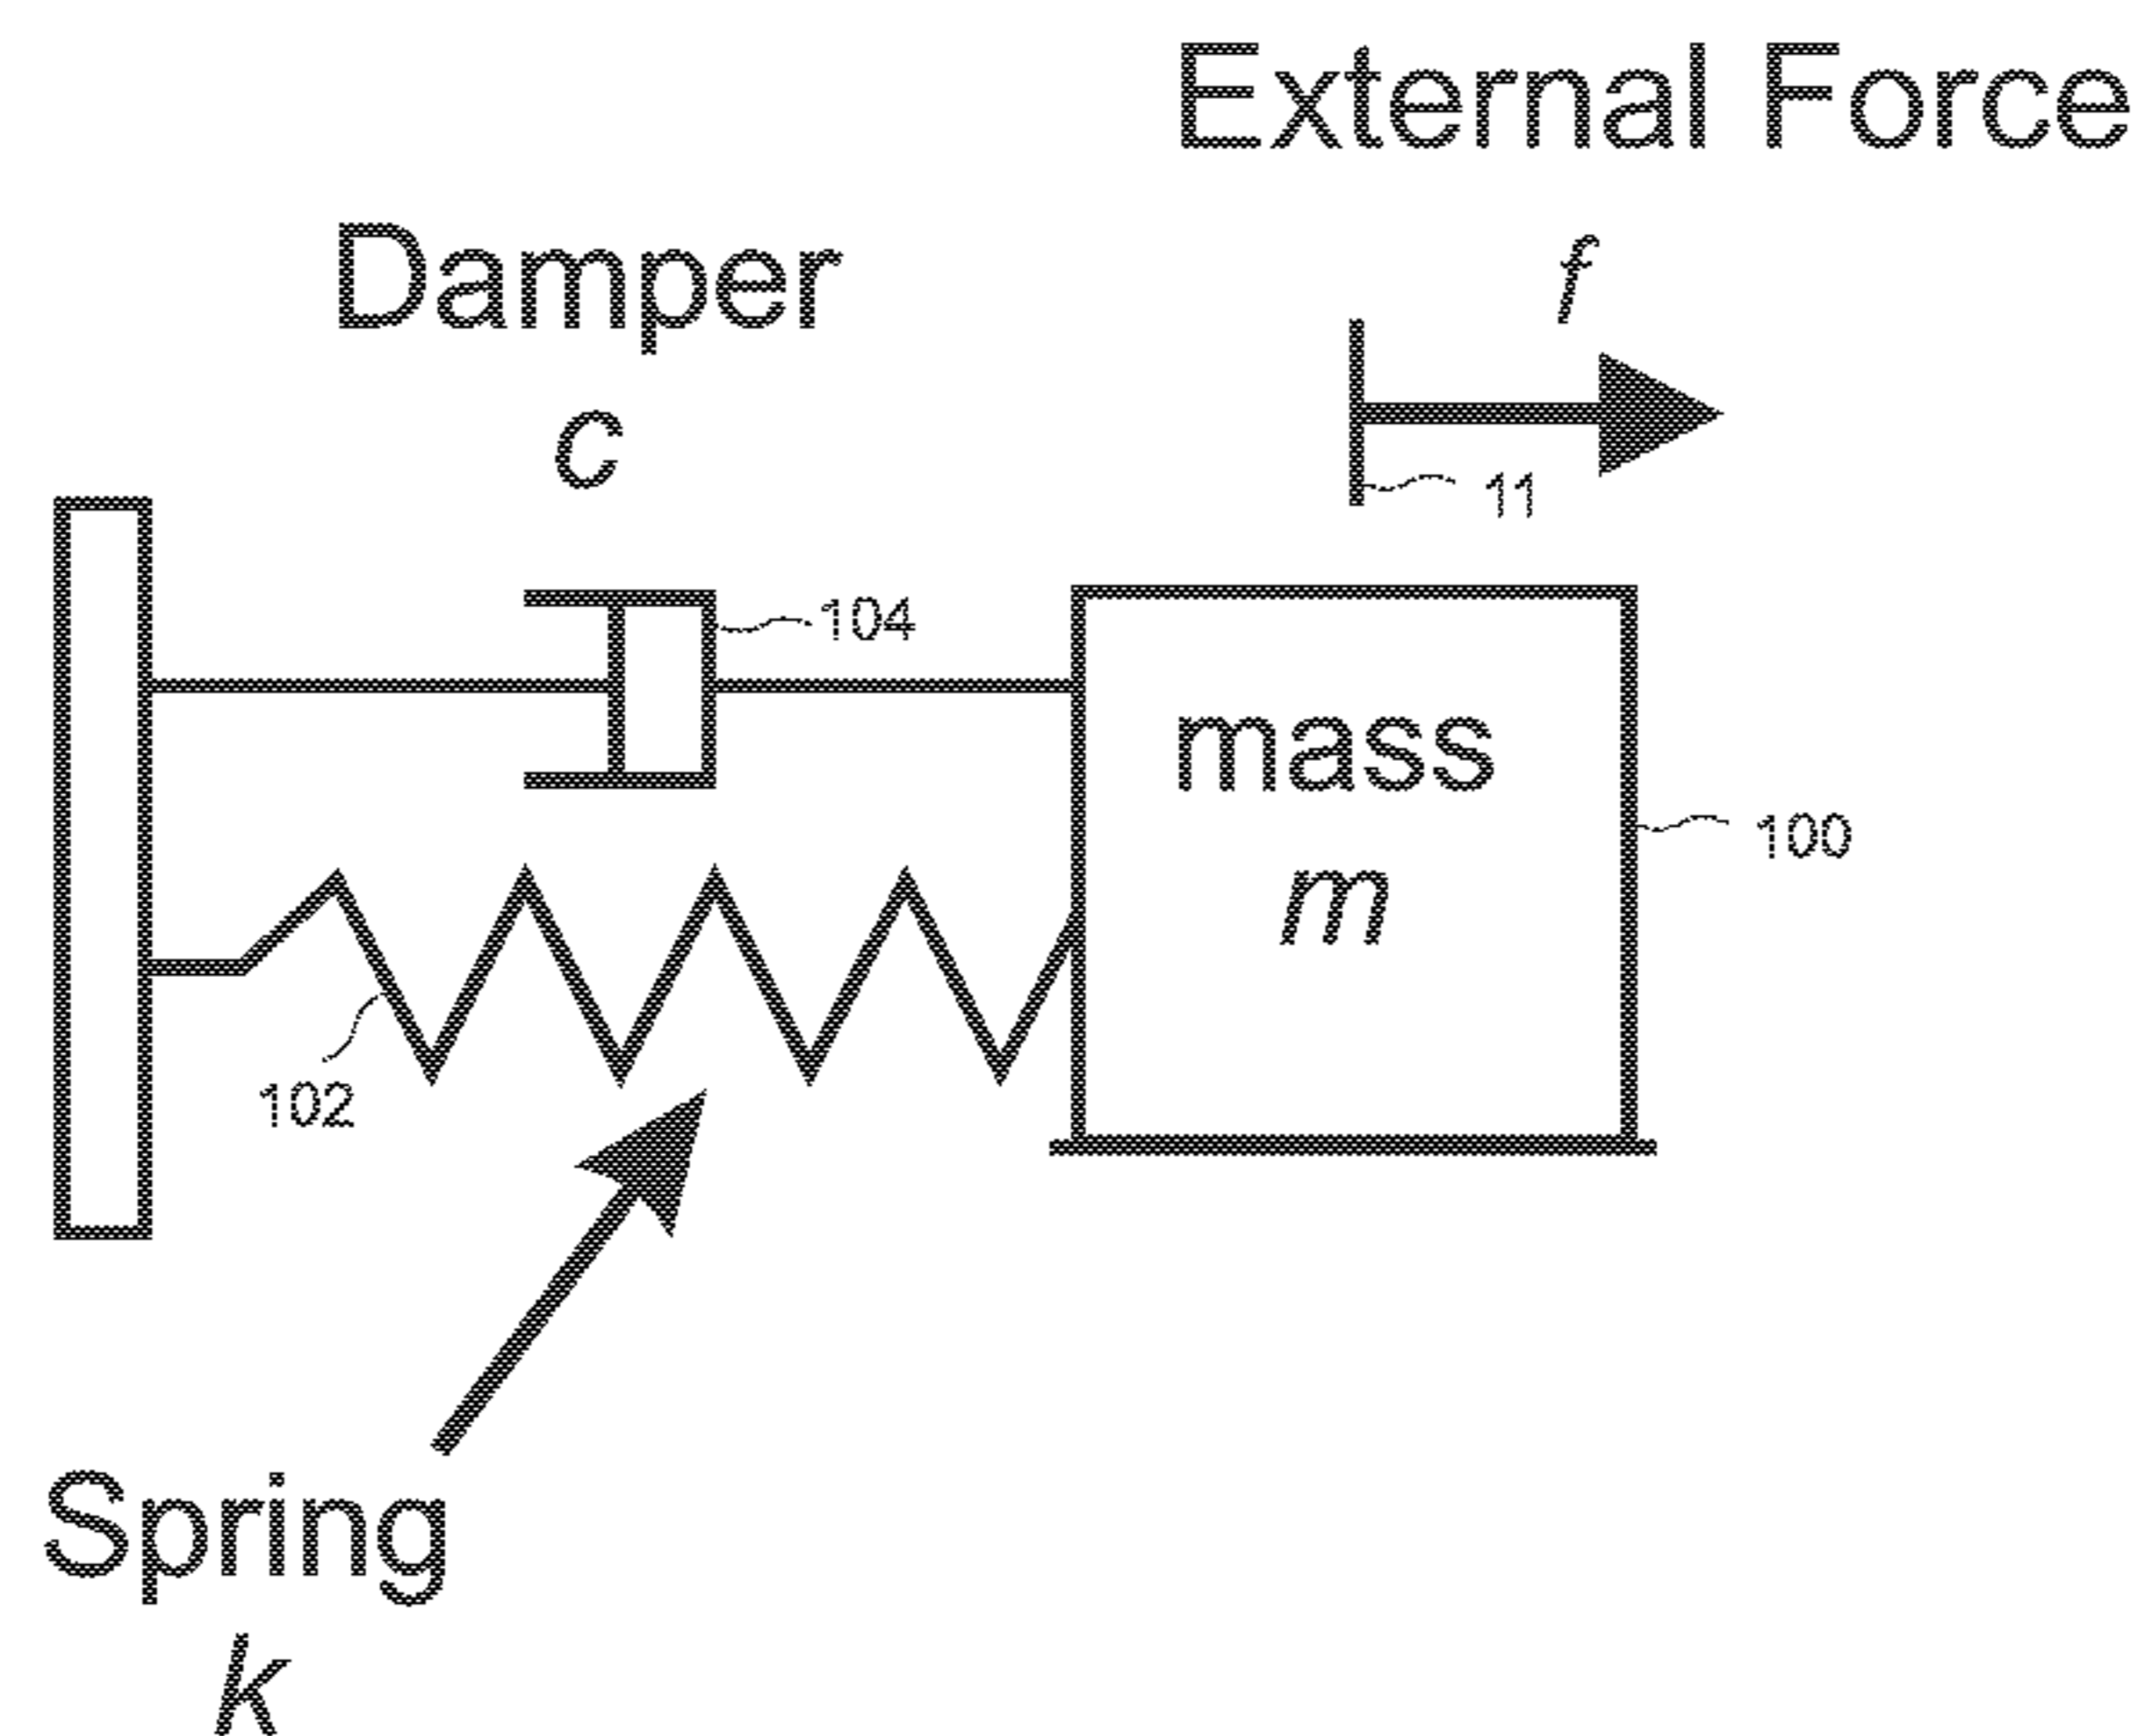 External Force
f
Damper
c
11
104
mass
m
100
102
Spring
k